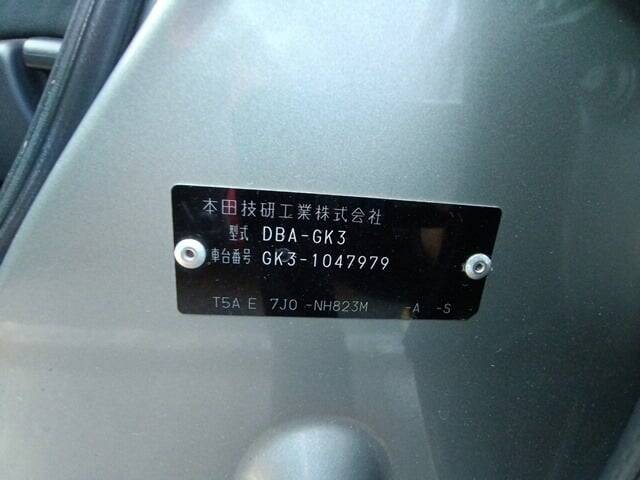 本田技研工業株式会社
型式 DBA-GK3
車台番号 GK3-1047979
T5A E 7J0 -NH823M -A -S